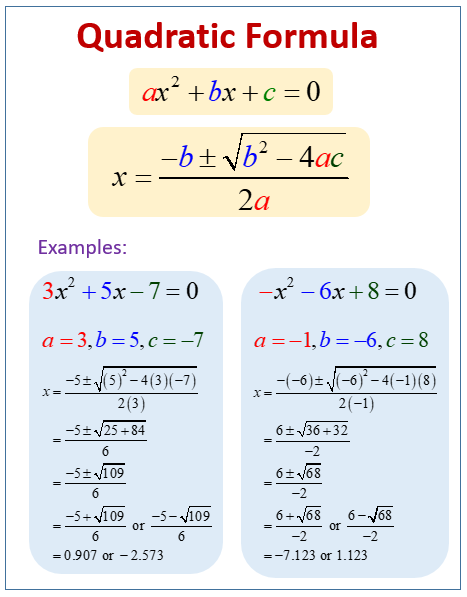 Quadratic Formula
ax² + bx + c = 0
x = (−b ± √(b² − 4ac)) / 2a
Examples:
3x² + 5x − 7 = 0
a = 3, b = 5, c = −7
x = (−5 ± √((5)² − 4(3)(−7))) / 2(3)
= (−5 ± √(25 + 84)) / 6
= (−5 ± √109) / 6
= (−5 + √109) / 6 or (−5 − √109) / 6
= 0.907 or − 2.573
−x² − 6x + 8 = 0
a = −1, b = −6, c = 8
x = (−(−6) ± √((−6)² − 4(−1)(8))) / 2(−1)
= (6 ± √(36 + 32)) / −2
= (6 ± √68) / −2
= (6 + √68) / −2 or (6 − √68) / −2
= −7.123 or 1.123